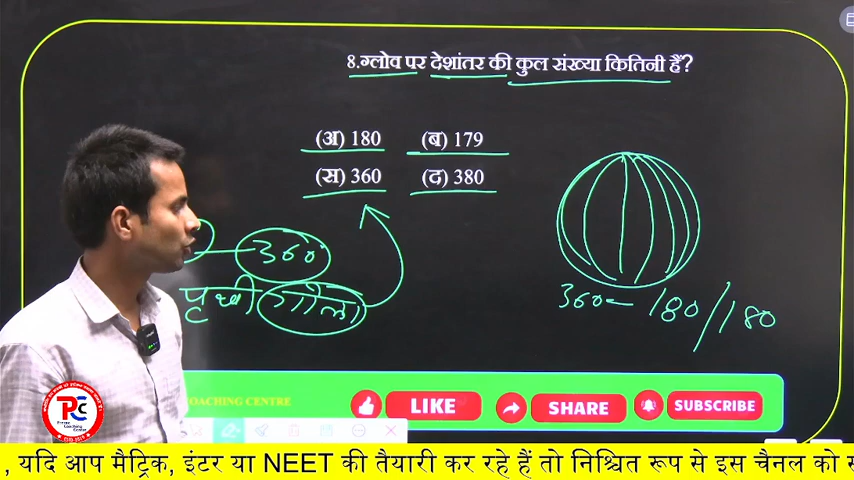 8.ग्लोव पर देशांतर की कुल संख्या कितिनी हैं?
(अ) 180 (ब) 179
(स) 360 (द) 380
360°
पृथ्वी गोला
360 180/180
PCC
COACHING CENTRE
LIKE SHARE SUBSCRIBE
, यदि आप मैट्रिक, इंटर या NEET की तैयारी कर रहे हैं तो निश्चित रूप से इस चैनल को